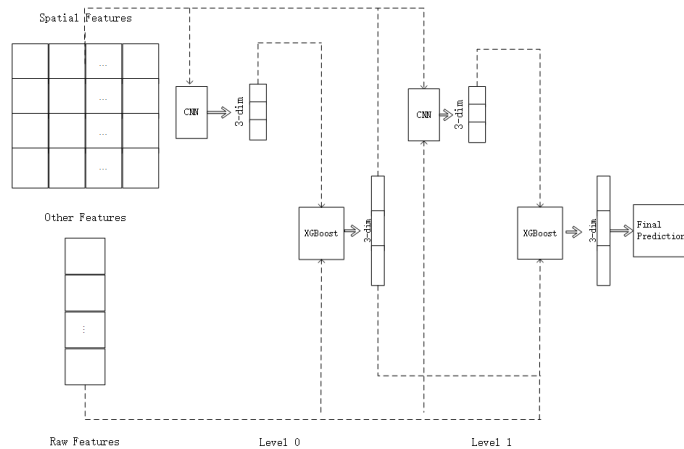 Spatial Features
...
...
...
...
CNN
3-dim
CNN
3-dim
Other Features
...
XGBoost
3-dim
XGBoost
3-dim
Final
Prediction
Raw Features
Level 0
Level 1